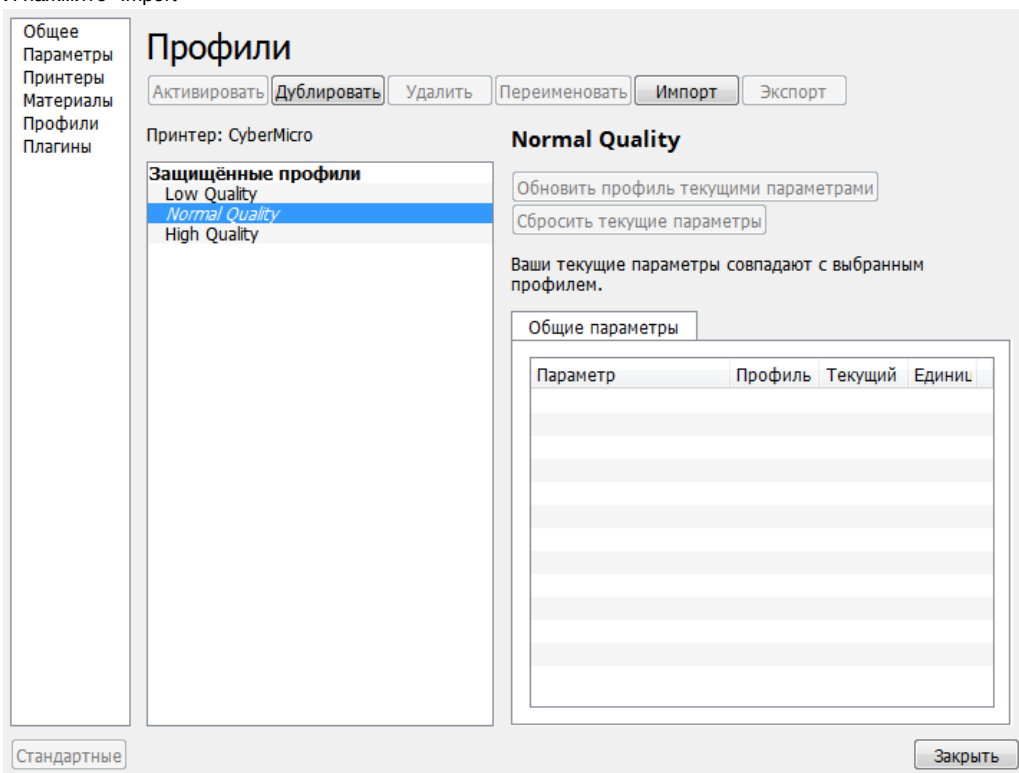 Общее
Параметры
Принтеры
Материалы
Профили
Плагины
Профили
Активировать Дублировать Удалить Переименовать Импорт Экспорт
Принтер: CyberMicro
Защищённые профили
Low Quality
Normal Quality
High Quality
Normal Quality
Обновить профиль текущими параметрами
Сбросить текущие параметры
Ваши текущие параметры совпадают с выбранным
профилем.
Общие параметры
Параметр Профиль Текущий Единиц
Стандартные
Закрыть